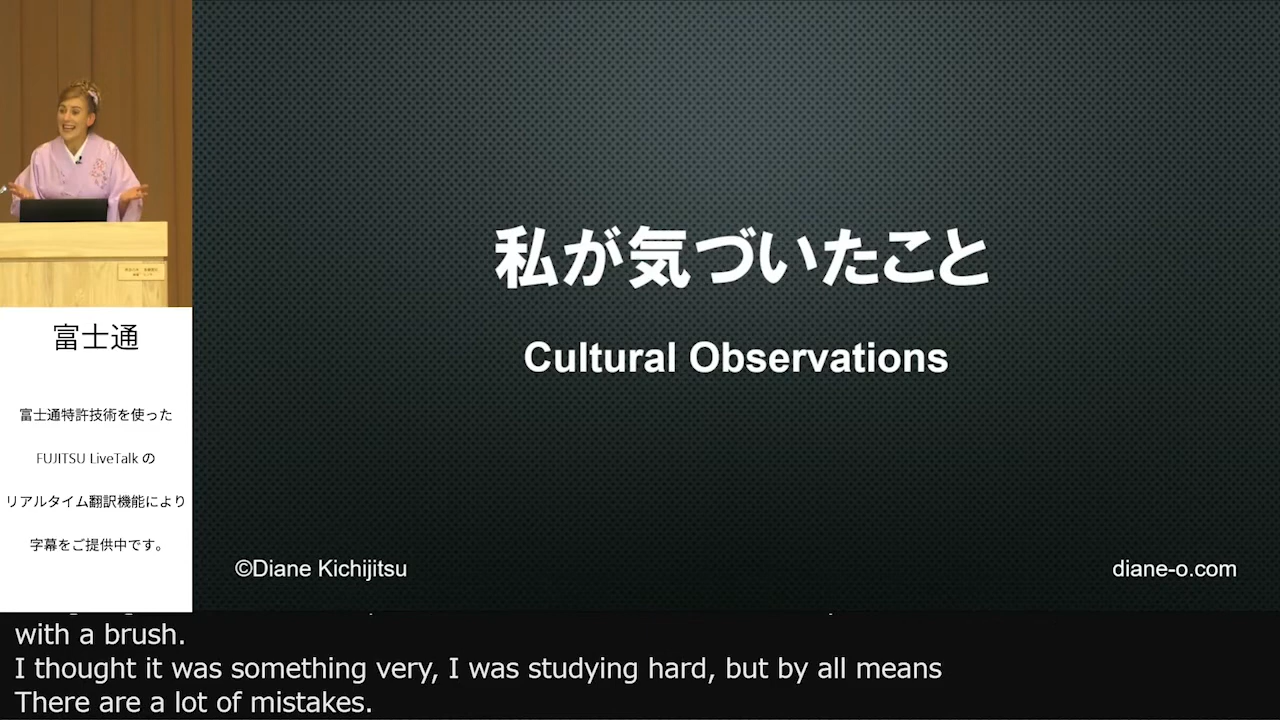 富士通
富士通特許技術を使った
FUJITSU LiveTalk の
リアルタイム翻訳機能により
字幕をご提供中です。
私が気づいたこと
Cultural Observations
©Diane Kichijitsu
diane-o.com
with a brush.
I thought it was something very, I was studying hard, but by all means
There are a lot of mistakes.